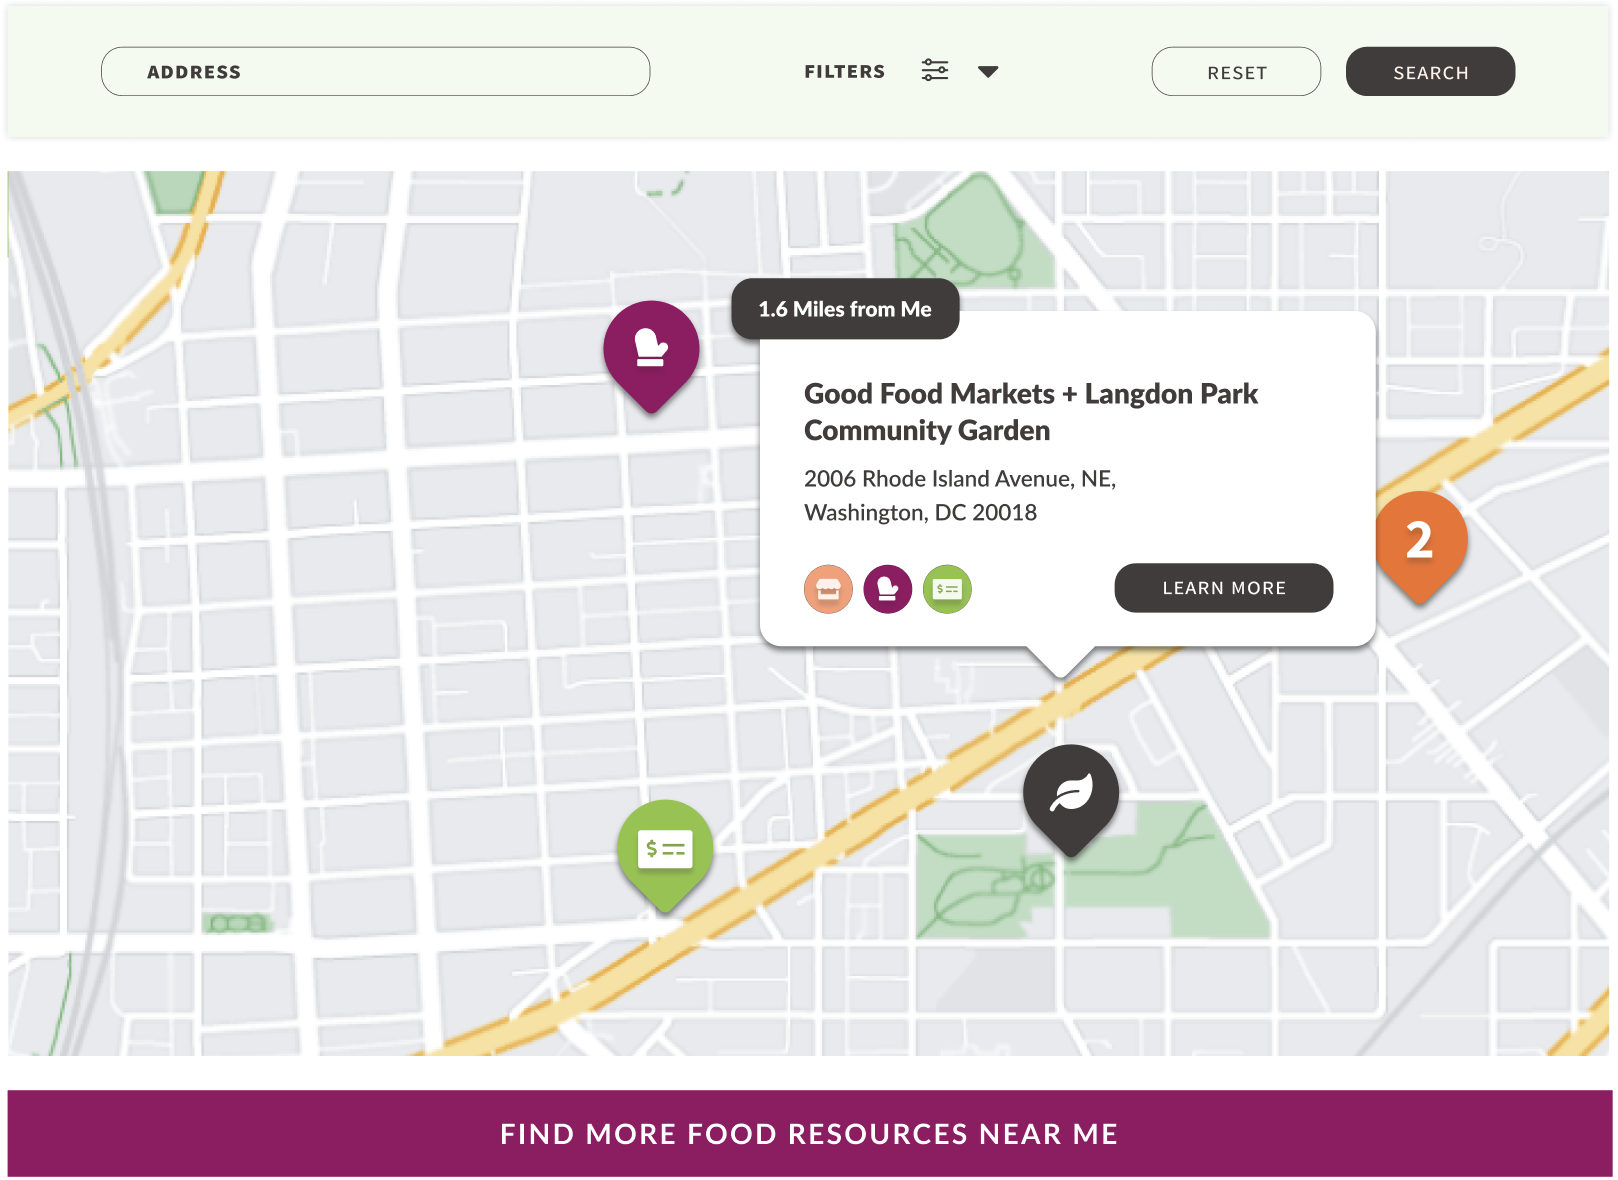 ADDRESS
FILTERS
RESET
SEARCH
1.6 Miles from Me
Good Food Markets + Langdon Park
Community Garden
2006 Rhode Island Avenue, NE,
Washington, DC 20018
$
LEARN MORE
2
$
FIND MORE FOOD RESOURCES NEAR ME